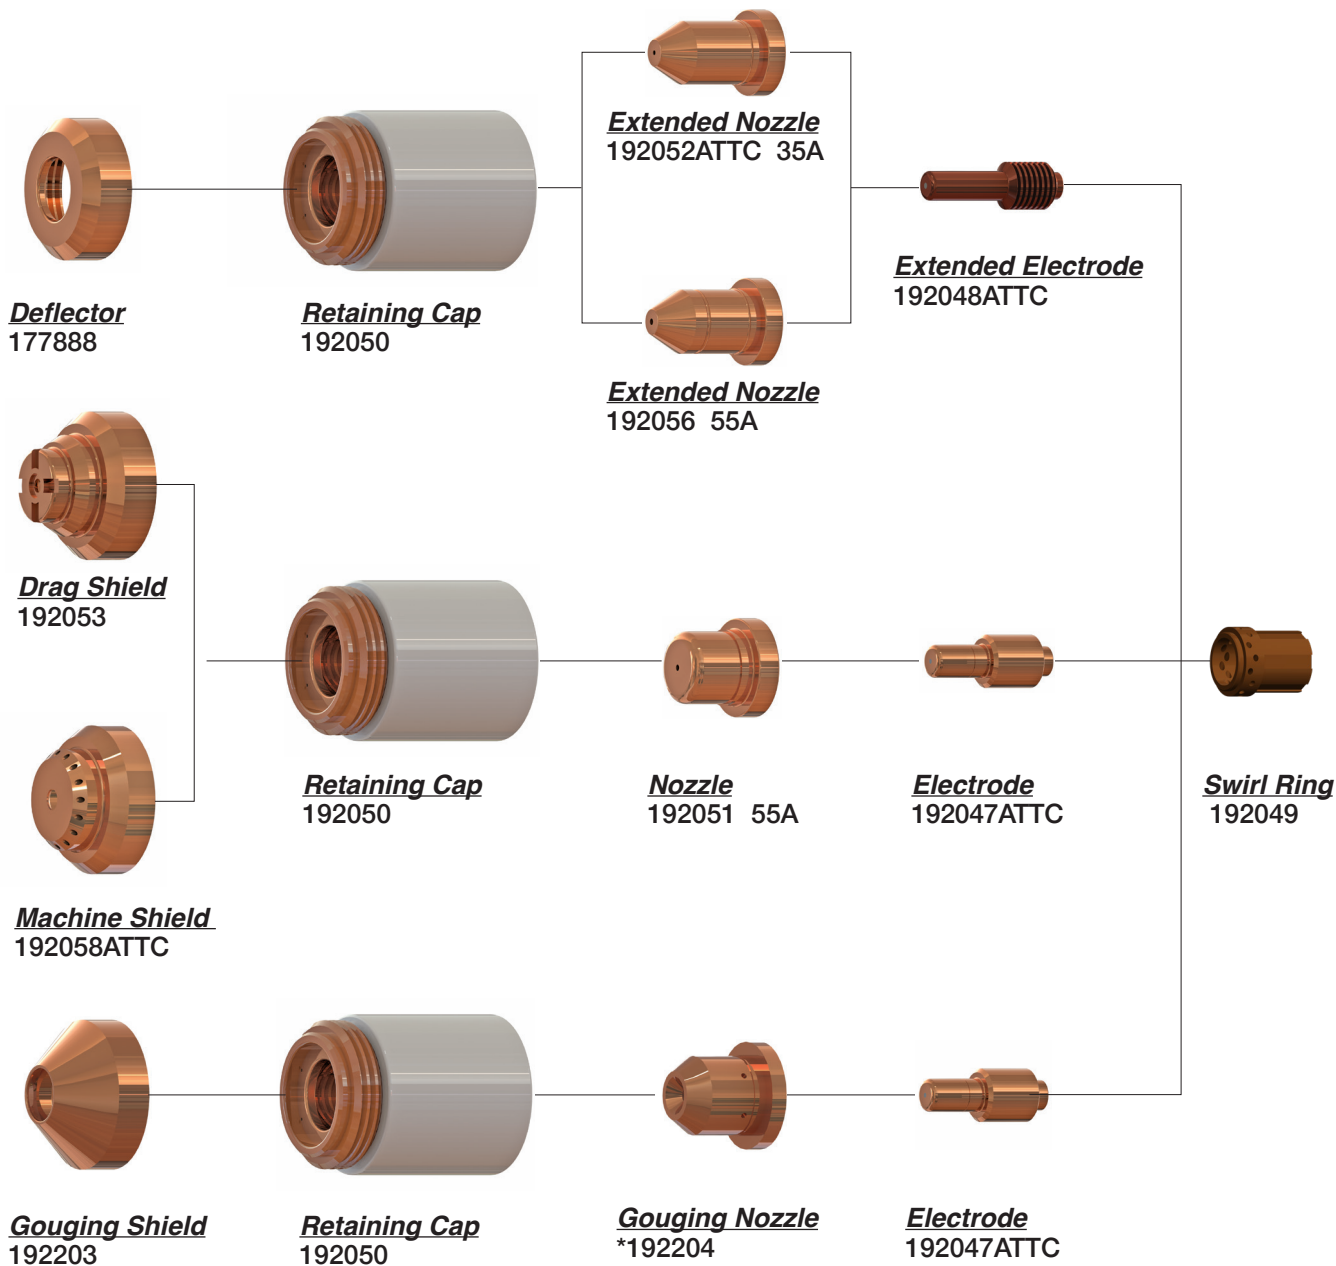 Extended Nozzle
192052ATTC 35A
Extended Electrode
192048ATTC
Deflector
177888
Retaining Cap
192050
Extended Nozzle
192056 55A
Drag Shield
192053
Retaining Cap
192050
Nozzle
192051 55A
Electrode
192047ATTC
Swirl Ring
192049
Machine Shield
192058ATTC
Gouging Shield
192203
Retaining Cap
192050
Gouging Nozzle
*192204
Electrode
192047ATTC